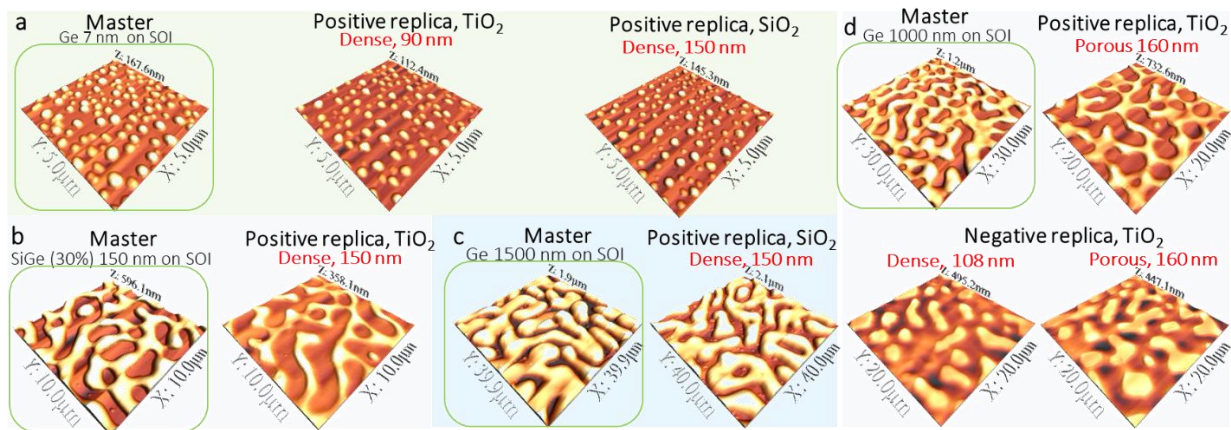 a
Master
Ge 7 nm on SOI
Z: 167.6nm
Y: 5.0µm
X: 5.0µm
Positive replica, TiO2
Dense, 90 nm
Z: 112.4nm
Y: 5.0µm
X: 5.0µm
Positive replica, SiO2
Dense, 150 nm
Z: 145.3nm
Y: 5.0µm
X: 5.0µm
b
Master
SiGe (30%) 150 nm on SOI
Z: 596.1nm
Y: 10.0µm
X: 10.0µm
Positive replica, TiO2
Dense, 150 nm
Z: 358.1nm
Y: 10.0µm
X: 10.0µm
c
Master
Ge 1500 nm on SOI
Z: 1.9µm
Y: 39.9µm
X: 39.9µm
Positive replica, SiO2
Dense, 150 nm
Z: 2.1µm
Y: 40.0µm
X: 40.0µm
d
Master
Ge 1000 nm on SOI
Z: 1.2µm
Y: 30.0µm
X: 30.0µm
Positive replica, TiO2
Porous 160 nm
Z: 732.6nm
Y: 20.0µm
X: 20.0µm
Negative replica, TiO2
Dense, 108 nm
Z: 495.2nm
Y: 20.0µm
X: 20.0µm
Porous, 160 nm
Z: 447.1nm
Y: 20.0µm
X: 20.0µm